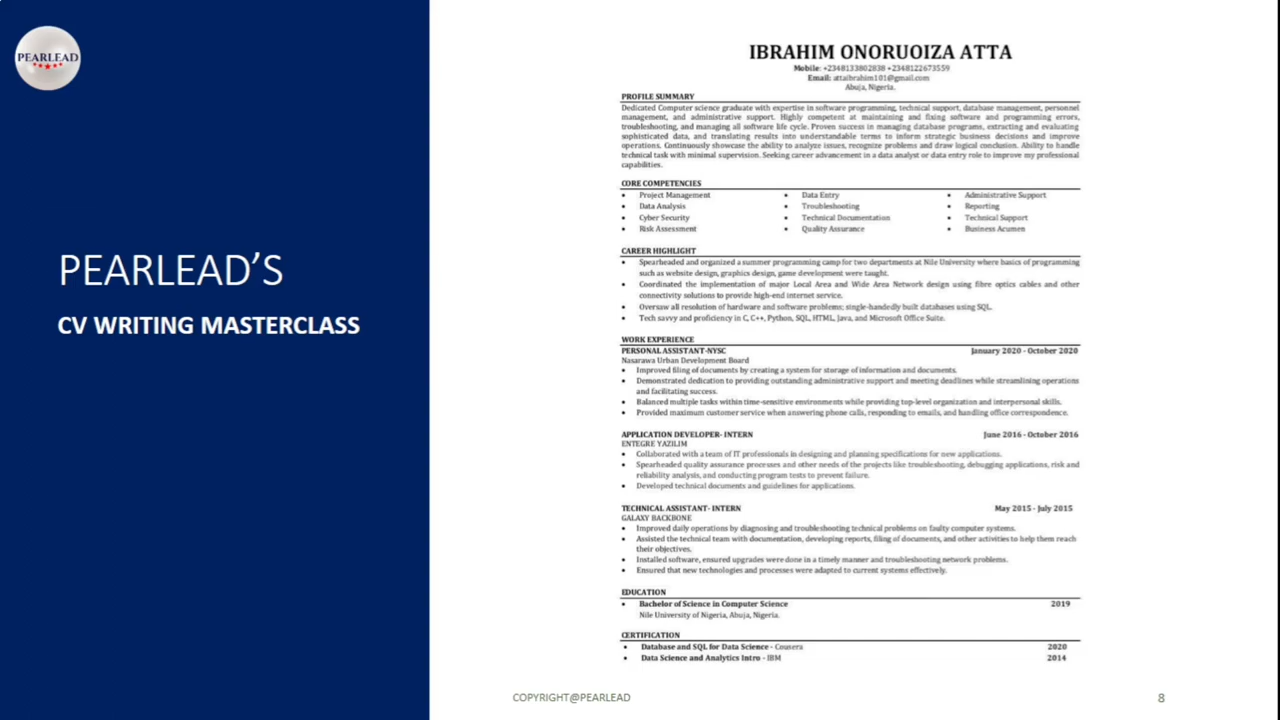 PEARLEAD
PEARLEAD'S
CV WRITING MASTERCLASS
IBRAHIM ONORUOIZA ATTA
Mobile: +2348133802838 +2348122673559
Email: attaibrahim101@gmail.com
Abuja, Nigeria.
PROFILE SUMMARY
Dedicated Computer science graduate with expertise in software programming, technical support, database management, personnel
management, and administrative support. Highly competent at maintaining and fixing software and programming errors,
troubleshooting, and managing all software life cycle. Proven success in managing database programs, extracting and evaluating
sophisticated data, and translating results into understandable terms to inform strategic business decisions and improve
operations. Continuously showcase the ability to analyze issues, recognize problems and draw logical conclusion. Ability to handle
technical task with minimal supervision. Seeking career advancement in a data analyst or data entry role to improve my professional
capabilities.
CORE COMPETENCIES
• Project Management • Data Entry • Administrative Support
• Data Analysis • Troubleshooting • Reporting
• Cyber Security • Technical Documentation • Technical Support
• Risk Assessment • Quality Assurance • Business Acumen
CAREER HIGHLIGHT
• Spearheaded and organized a summer programming camp for two departments at Nile University where basics of programming
such as website design, graphics design, game development were taught.
• Coordinated the implementation of major Local Area and Wide Area Network design using fibre optics cables and other
connectivity solutions to provide high-end internet service.
• Oversaw all resolution of hardware and software problems; single-handedly built databases using SQL.
• Tech savvy and proficiency in C, C++, Python, SQL, HTML, Java, and Microsoft Office Suite.
WORK EXPERIENCE
PERSONAL ASSISTANT-NYSC January 2020 - October 2020
Nasarawa Urban Development Board
• Improved filing of documents by creating a system for storage of information and documents.
• Demonstrated dedication to providing outstanding administrative support and meeting deadlines while streamlining operations
and facilitating success.
• Balanced multiple tasks within time-sensitive environments while providing top-level organization and interpersonal skills.
• Provided maximum customer service when answering phone calls, responding to emails, and handling office correspondence.
APPLICATION DEVELOPER- INTERN June 2016 - October 2016
ENTEGRE YAZILIM
• Collaborated with a team of IT professionals in designing and planning specifications for new applications.
• Spearheaded quality assurance processes and other needs of the projects like troubleshooting, debugging applications, risk and
reliability analysis, and conducting program tests to prevent failure.
• Developed technical documents and guidelines for applications.
TECHNICAL ASSISTANT- INTERN May 2015 - July 2015
GALAXY BACKBONE
• Improved daily operations by diagnosing and troubleshooting technical problems on faulty computer systems.
• Assisted the technical team with documentation, developing reports, filing of documents, and other activities to help them reach
their objectives.
• Installed software, ensured upgrades were done in a timely manner and troubleshooting network problems.
• Ensured that new technologies and processes were adapted to current systems effectively.
EDUCATION
• Bachelor of Science in Computer Science 2019
Nile University of Nigeria, Abuja, Nigeria.
CERTIFICATION
• Database and SQL for Data Science - Cousera 2020
• Data Science and Analytics Intro - IBM 2014
COPYRIGHT@PEARLEAD 8